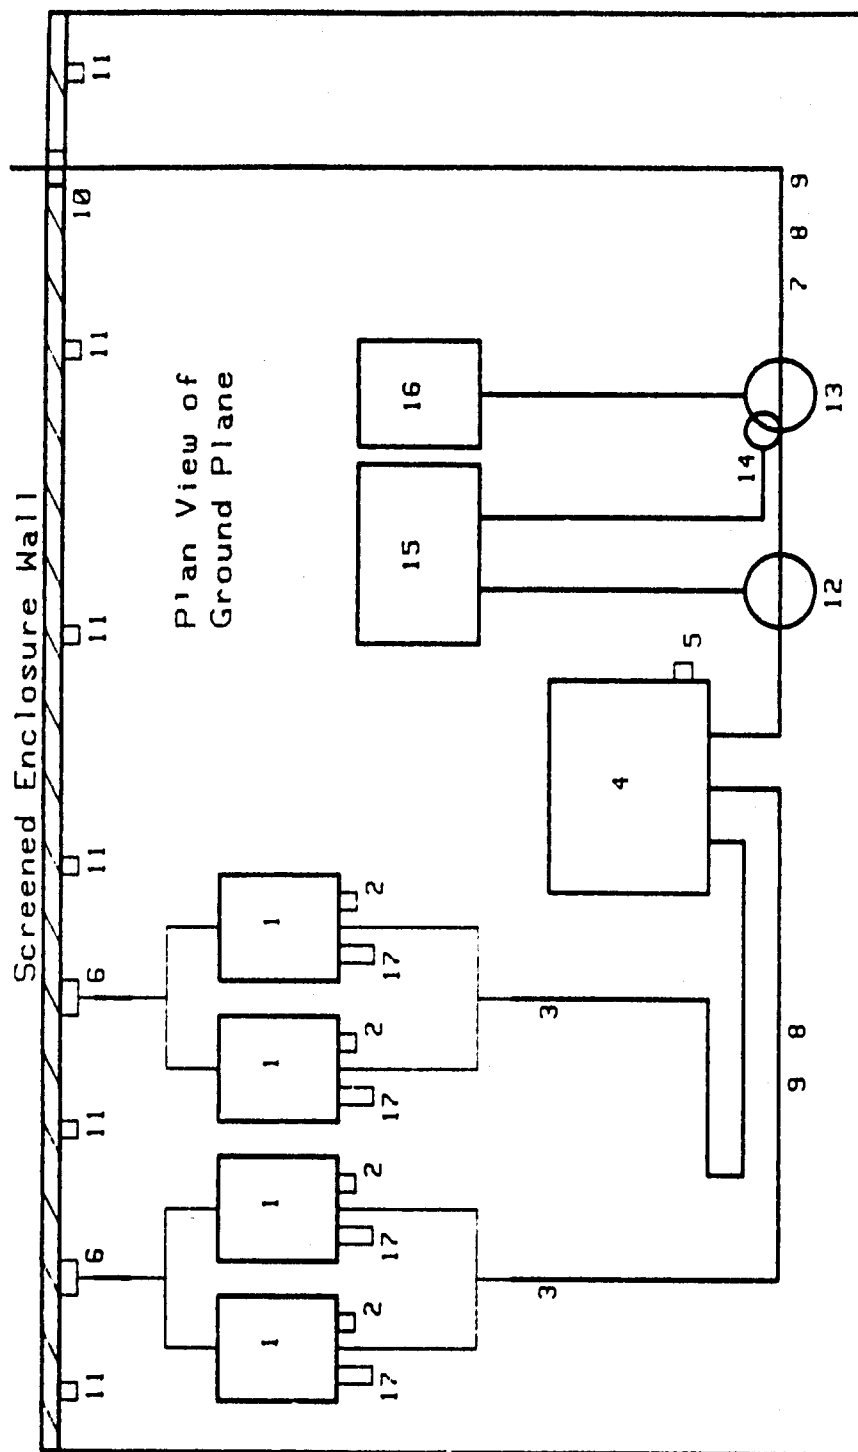 Screened Enclosure Wall
11 6 11 6 11 11 11 10 11
Plan View of
Ground Plane
1 1 1 1
17 2 17 2 17 2 17 2
15 16
3 3
4
5
14
9 8 7 8 9
12 13